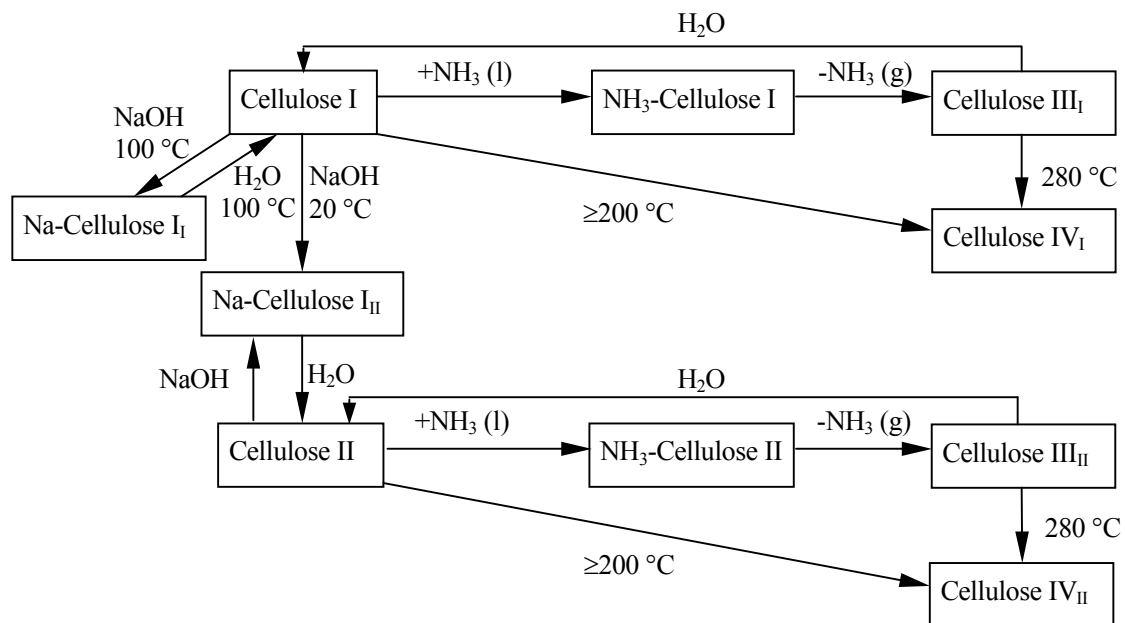 H₂O
+NH₃ (l)
-NH₃ (g)
Cellulose I
NH₃-Cellulose I
Cellulose IIII
NaOH
100 °C
H₂O
100 °C
NaOH
20 °C
280 °C
Na-Cellulose II
≥200 °C
Cellulose IVI
Na-Cellulose III
NaOH
H₂O
H₂O
+NH₃ (l)
-NH₃ (g)
Cellulose II
NH₃-Cellulose II
Cellulose IIIII
280 °C
≥200 °C
Cellulose IVII